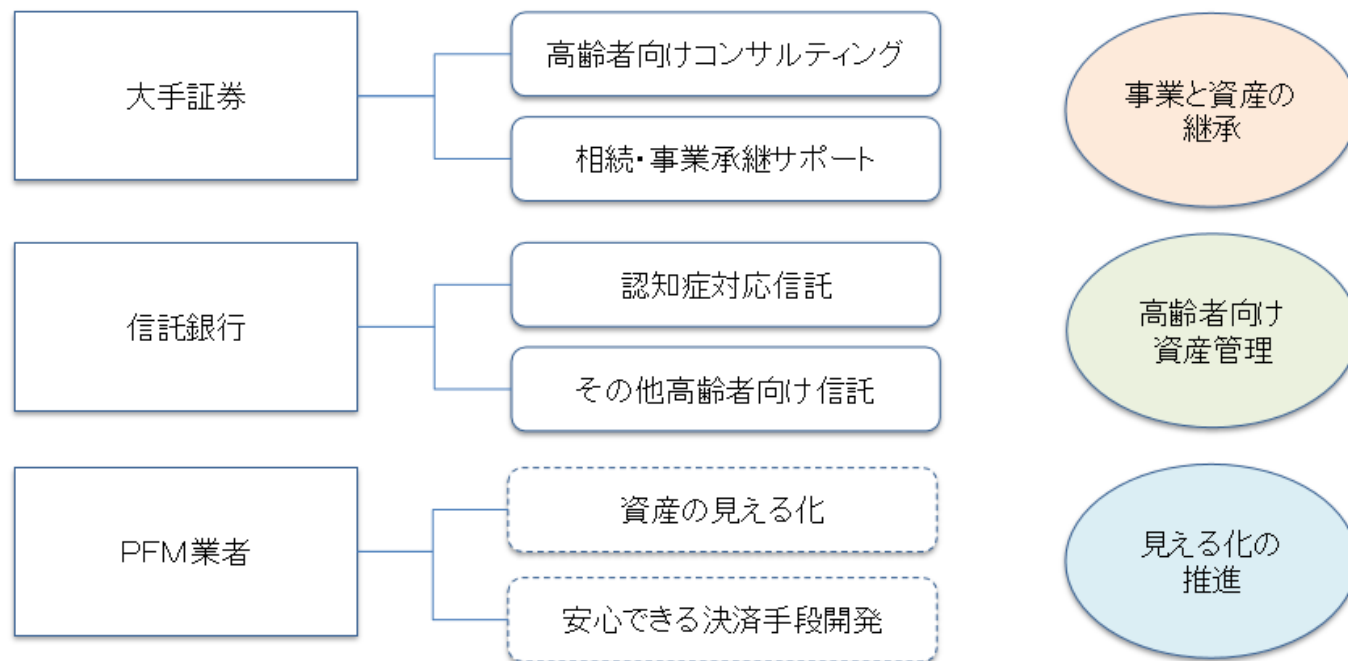 大手証券
高齢者向けコンサルティング
相続・事業承継サポート
事業と資産の
継承
信託銀行
認知症対応信託
その他高齢者向け信託
高齢者向け
資産管理
PFM業者
資産の見える化
安心できる決済手段開発
見える化の
推進